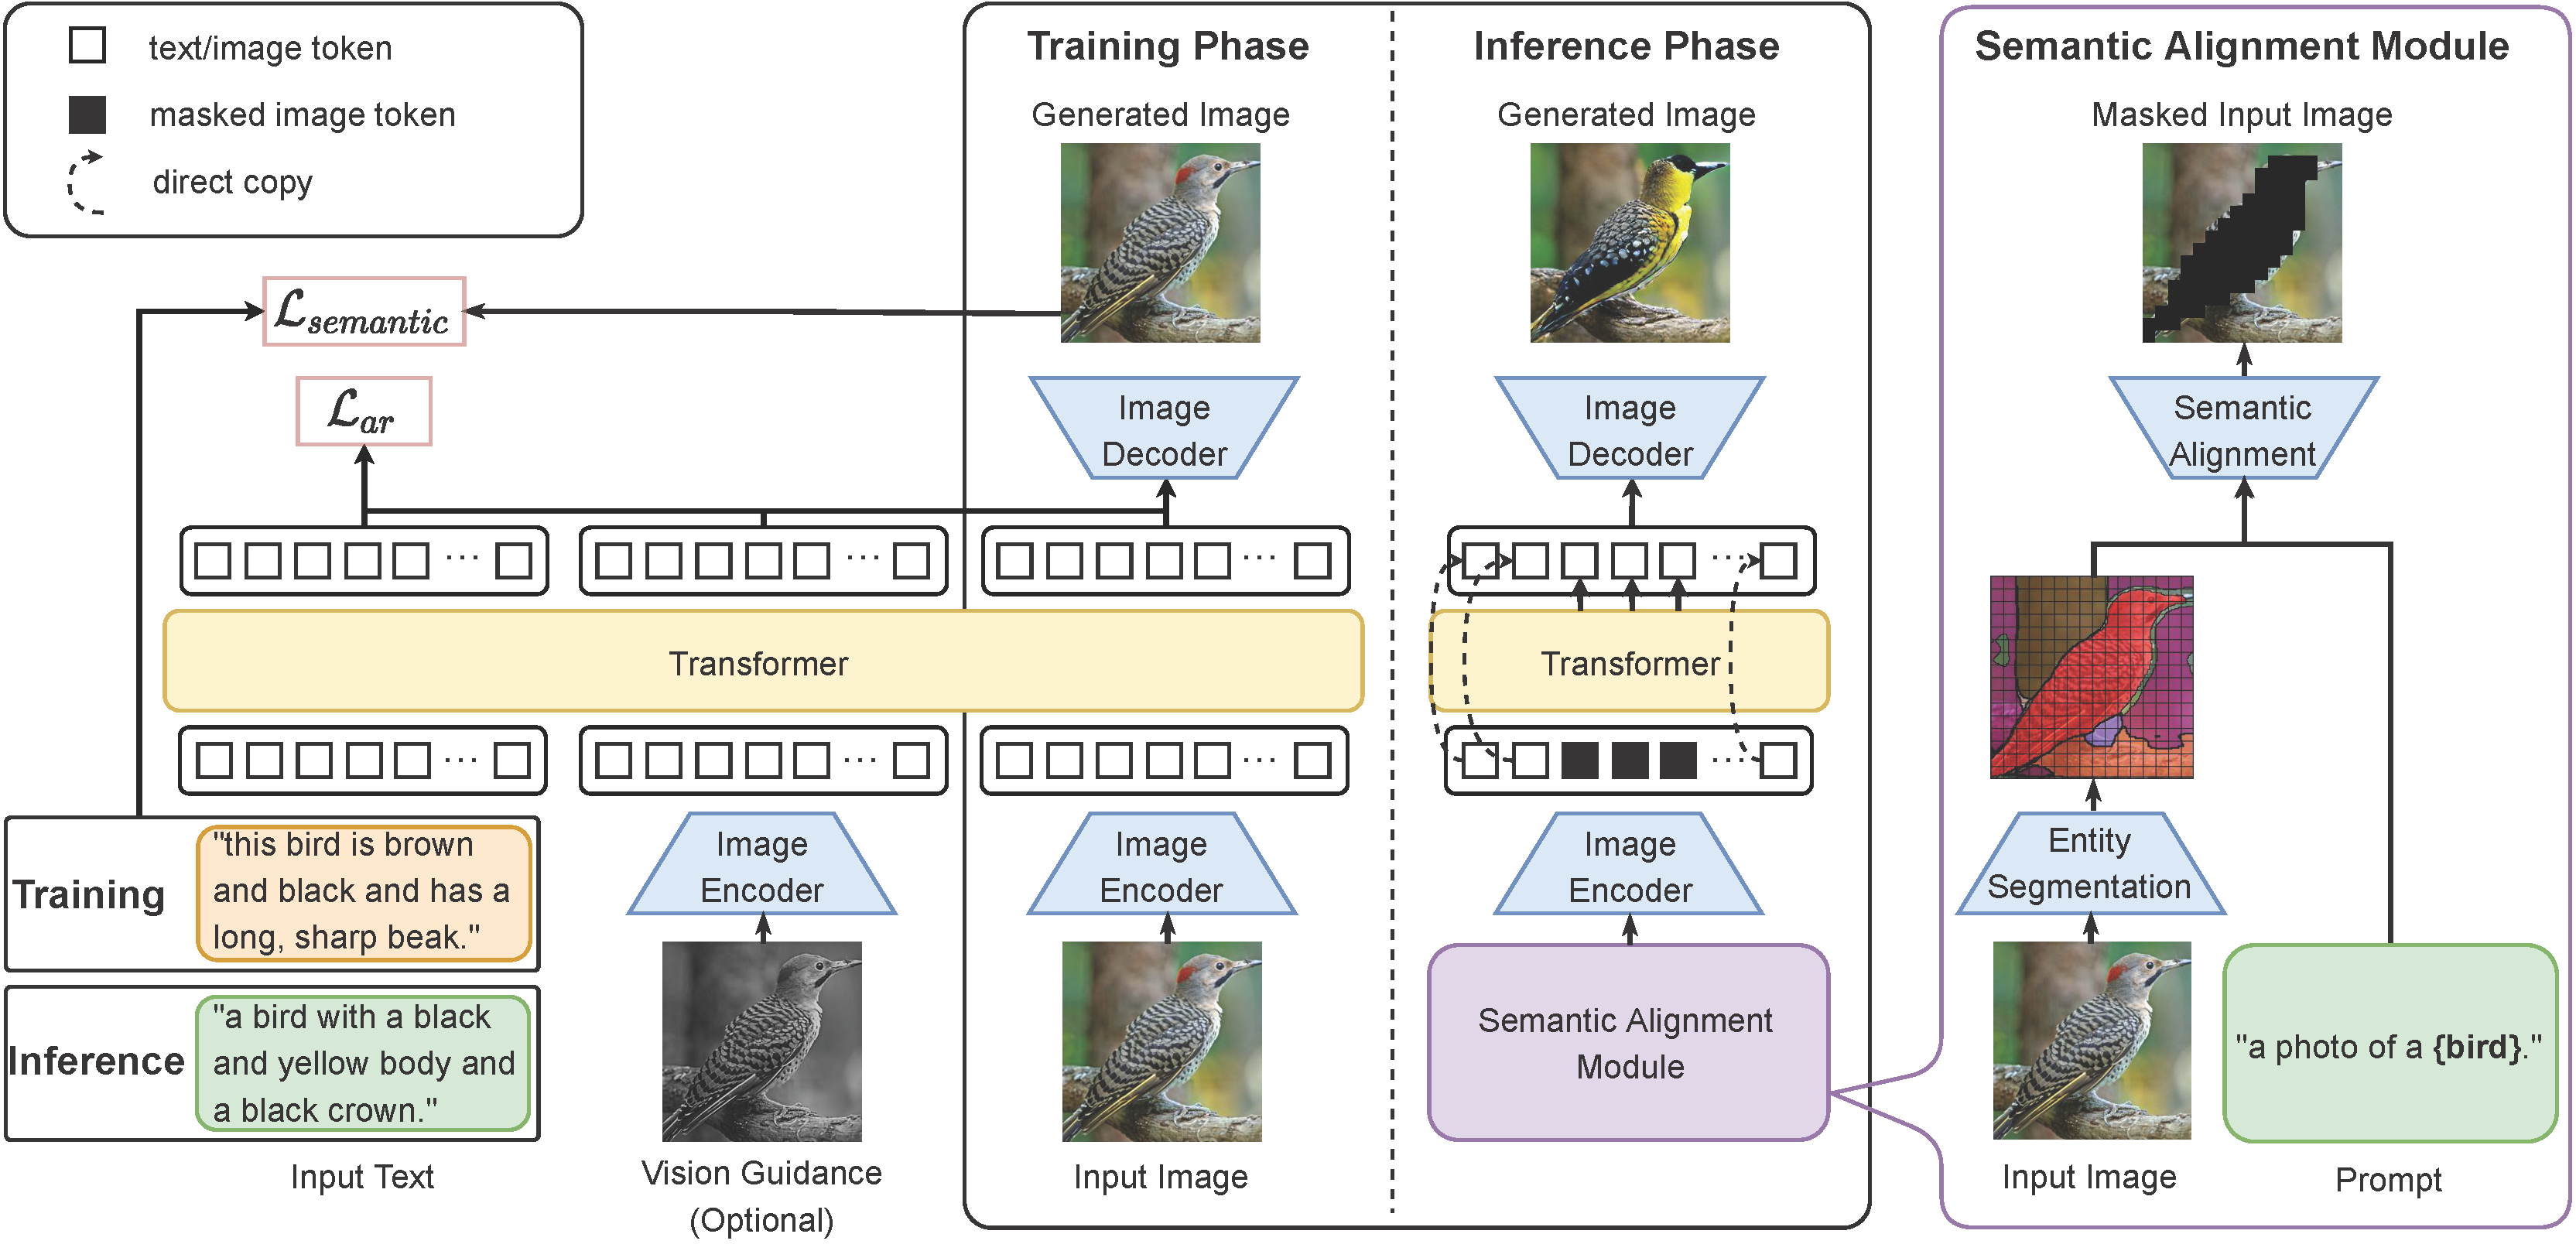 text/image token
masked image token
direct copy
Training Phase
Generated Image
Inference Phase
Generated Image
Semantic Alignment Module
Masked Input Image
ℒsemantic
ℒar
Image
Decoder
Image
Decoder
Semantic
Alignment
...
...
...
...
Transformer
Transformer
...
...
...
...
Image
Encoder
Image
Encoder
Image
Encoder
Entity
Segmentation
Training
"this bird is brown
and black and has a
long, sharp beak."
Inference
"a bird with a black
and yellow body and
a black crown."
Input Text
Vision Guidance
(Optional)
Input Image
Semantic Alignment
Module
Input Image
"a photo of a {bird}."
Prompt